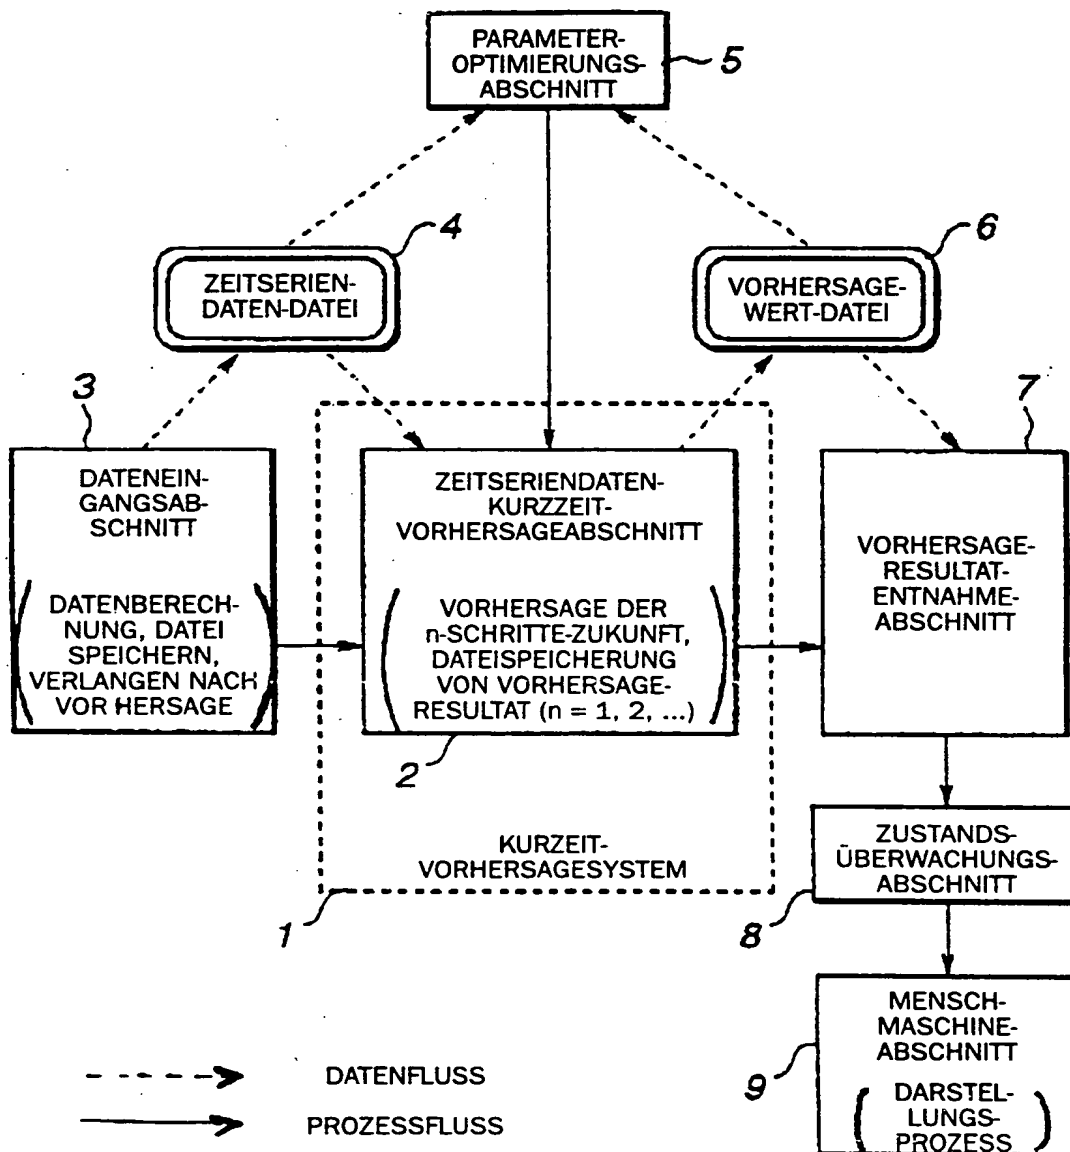 PARAMETER-
OPTIMIERUNGS-
ABSCHNITT
5
4
ZEITSERIEN-
DATEN-DATEI
6
VORHERSAGE-
WERT-DATEI
3
DATENEIN-
GANGSAB-
SCHNITT
DATENBERECH-
NUNG, DATEI
SPEICHERN,
VERLANGEN NACH
VOR HERSAGE
ZEITSERIENDATEN-
KURZZEIT-
VORHERSAGEABSCHNITT
VORHERSAGE DER
n-SCHRITTE-ZUKUNFT,
DATEISPEICHERUNG
VON VORHERSAGE-
RESULTAT (n = 1, 2, ...)
2
KURZEIT-
VORHERSAGESYSTEM
1
7
VORHERSAGE-
RESULTAT-
ENTNAHME-
ABSCHNITT
ZUSTANDS-
ÜBERWACHUNGS-
ABSCHNITT
8
MENSCH-
MASCHINE-
ABSCHNITT
DARSTEL-
LUNGS-
PROZESS
9
DATENFLUSS
PROZESSFLUSS